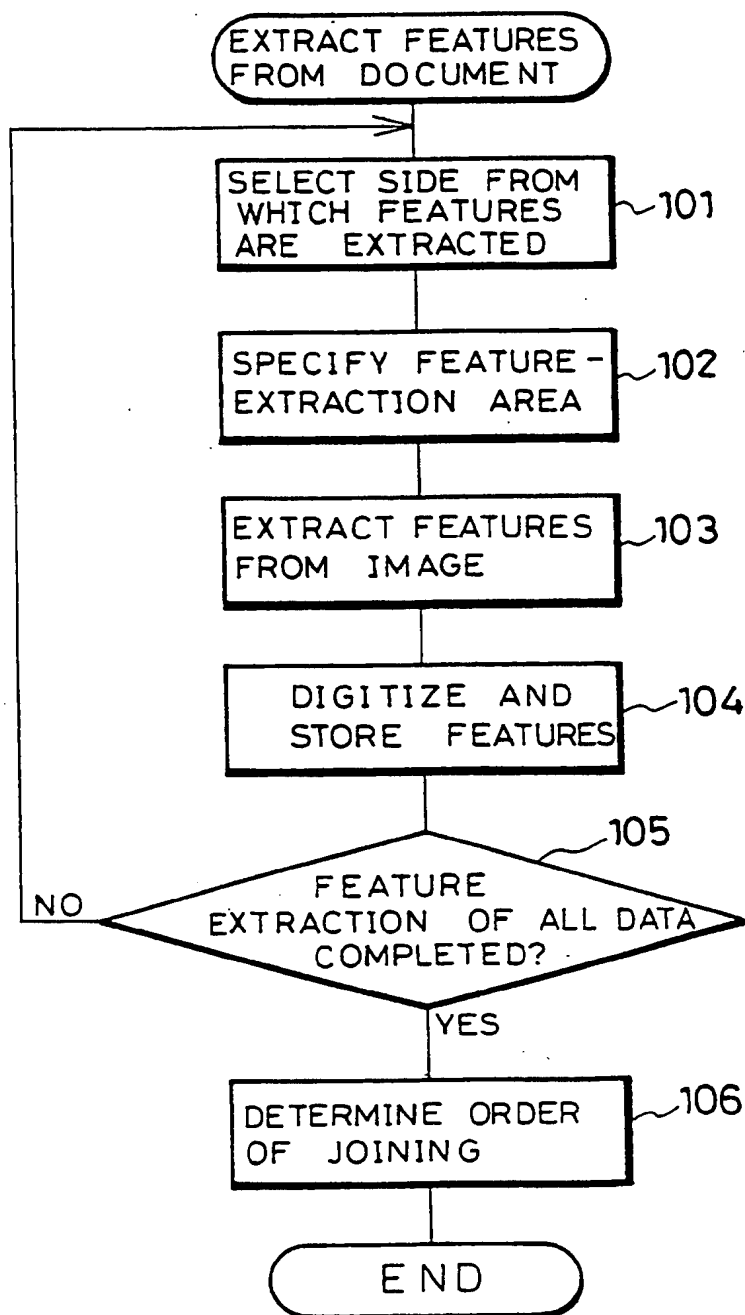 EXTRACT FEATURES
FROM DOCUMENT
SELECT SIDE FROM
WHICH FEATURES
ARE EXTRACTED
101
SPECIFY FEATURE-
EXTRACTION AREA
102
EXTRACT FEATURES
FROM IMAGE
103
DIGITIZE AND
STORE FEATURES
104
105
FEATURE
EXTRACTION OF ALL DATA
COMPLETED?
NO
YES
DETERMINE ORDER
OF JOINING
106
END